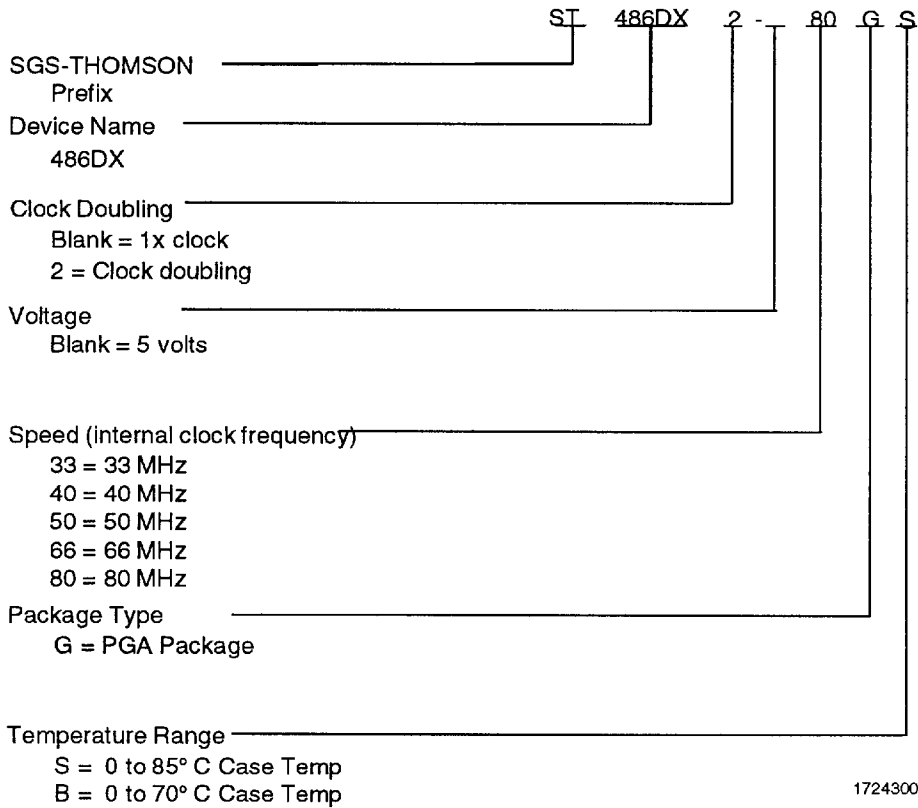 ST 486DX 2 - _ 80 G S
SGS-THOMSON
Prefix
Device Name
486DX
Clock Doubling
Blank = 1x clock
2 = Clock doubling
Voltage
Blank = 5 volts
Speed (internal clock frequency)
33 = 33 MHz
40 = 40 MHz
50 = 50 MHz
66 = 66 MHz
80 = 80 MHz
Package Type
G = PGA Package
Temperature Range
S = 0 to 85° C Case Temp
B = 0 to 70° C Case Temp
1724300